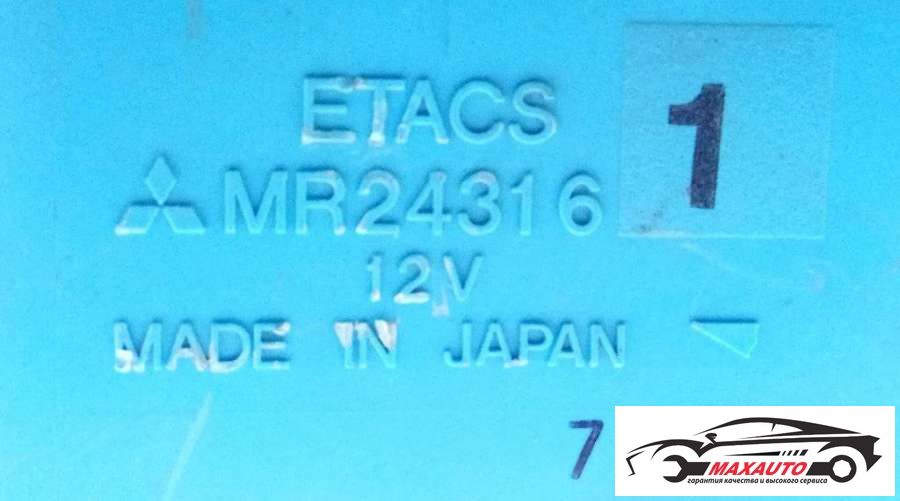 ETACS
MR24316 1
12V
MADE IN JAPAN
7
MAXAUTO
гарантия качества и высокого сервиса